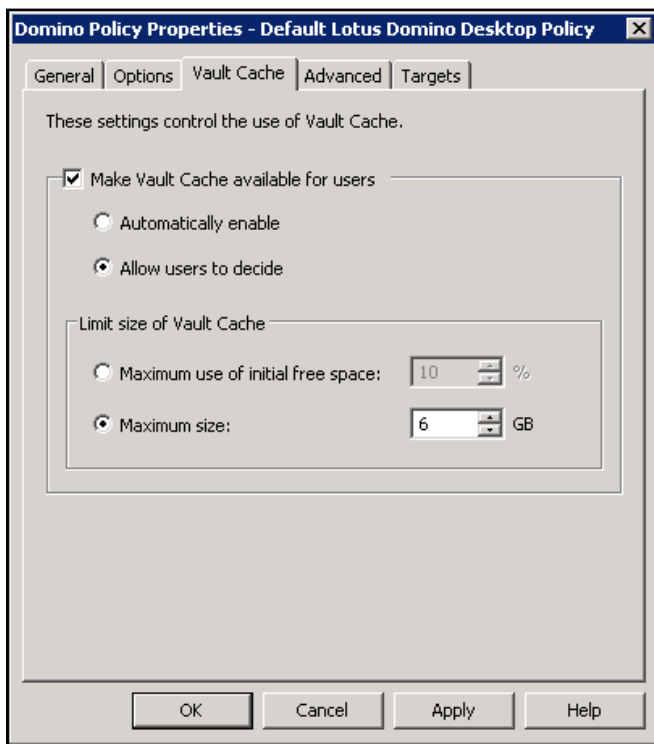 Domino Policy Properties - Default Lotus Domino Desktop Policy
General Options Vault Cache Advanced Targets
These settings control the use of Vault Cache.
Make Vault Cache available for users
Automatically enable
Allow users to decide
Limit size of Vault Cache
Maximum use of initial free space: 10 %
Maximum size: 6 GB
OK Cancel Apply Help